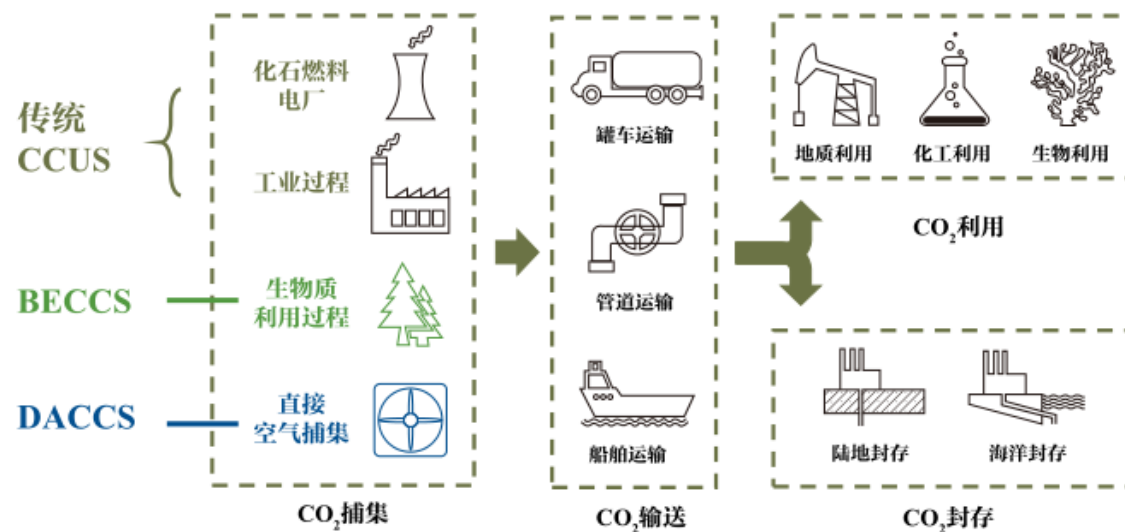 传统
CCUS
化石燃料
电厂
工业过程
BECCS
生物质
利用过程
DACCS
直接
空气捕集
CO₂捕集
罐车运输
管道运输
船舶运输
CO₂输送
地质利用
化工利用
生物利用
CO₂利用
陆地封存
海洋封存
CO₂封存